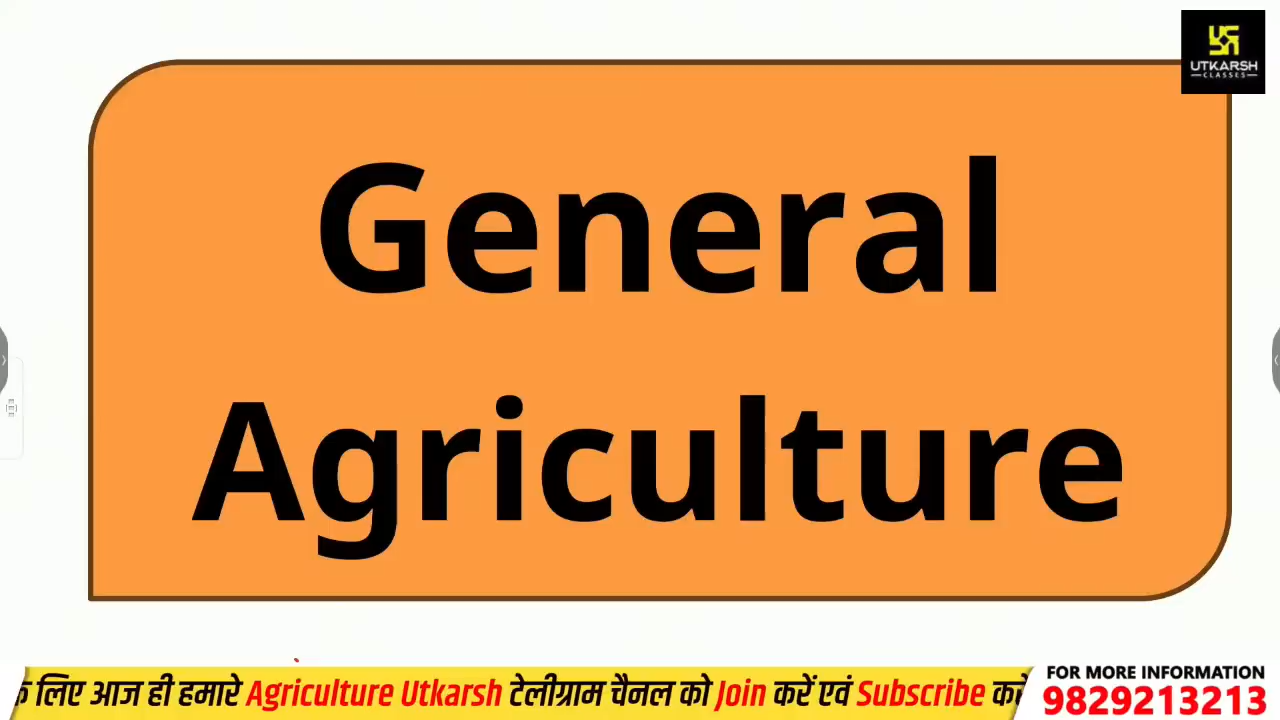 UTKARSH
CLASSES
General
Agriculture
लिए आज ही हमारे Agriculture Utkarsh टेलीग्राम चैनल को Join करें एवं Subscribe
FOR MORE INFORMATION
9829213213